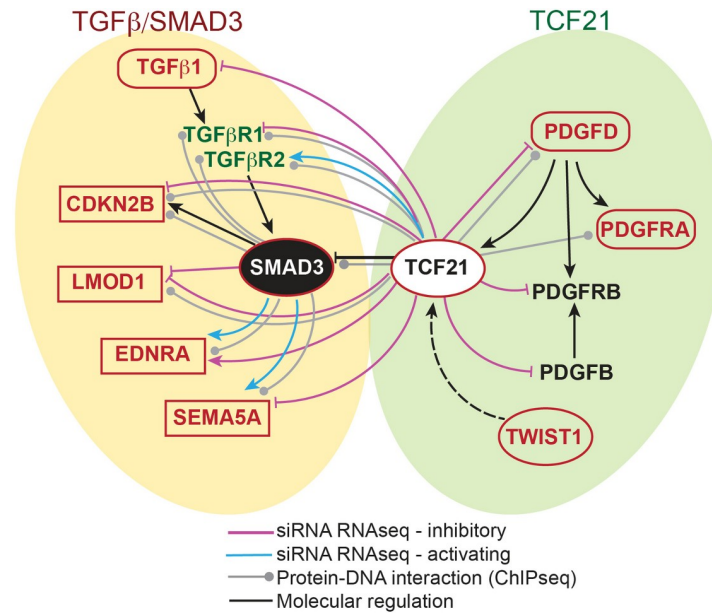 TGFβ/SMAD3
TCF21
TGFβ1
TGFβR1
TGFβR2
PDGFD
CDKN2B
PDGFRA
SMAD3
TCF21
LMOD1
PDGFRB
EDNRA
PDGFB
SEMA5A
TWIST1
siRNA RNAseq - inhibitory
siRNA RNAseq - activating
Protein-DNA interaction (ChIPseq)
Molecular regulation